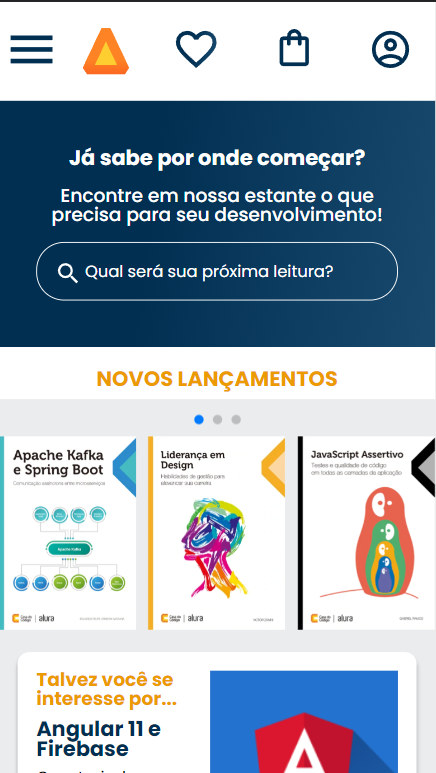 Já sabe por onde começar?
Encontre em nossa estante o que
precisa para seu desenvolvimento!
Qual será sua próxima leitura?
NOVOS LANÇAMENTOS
Apache Kafka
e Spring Boot
Comunicação assíncrona entre microsserviços
Apache Kafka
Casa do
Código
alura
Liderança em
Design
Habilidades de gestão para
alavancar sua carreira
Casa do
Código
alura
JavaScript Assertivo
Testes e qualidade de código
em todas as camadas da aplicação
Casa do
Código
alura
GABRIEL RAMOS
Talvez você se
interesse por...
Angular 11 e
Firebase